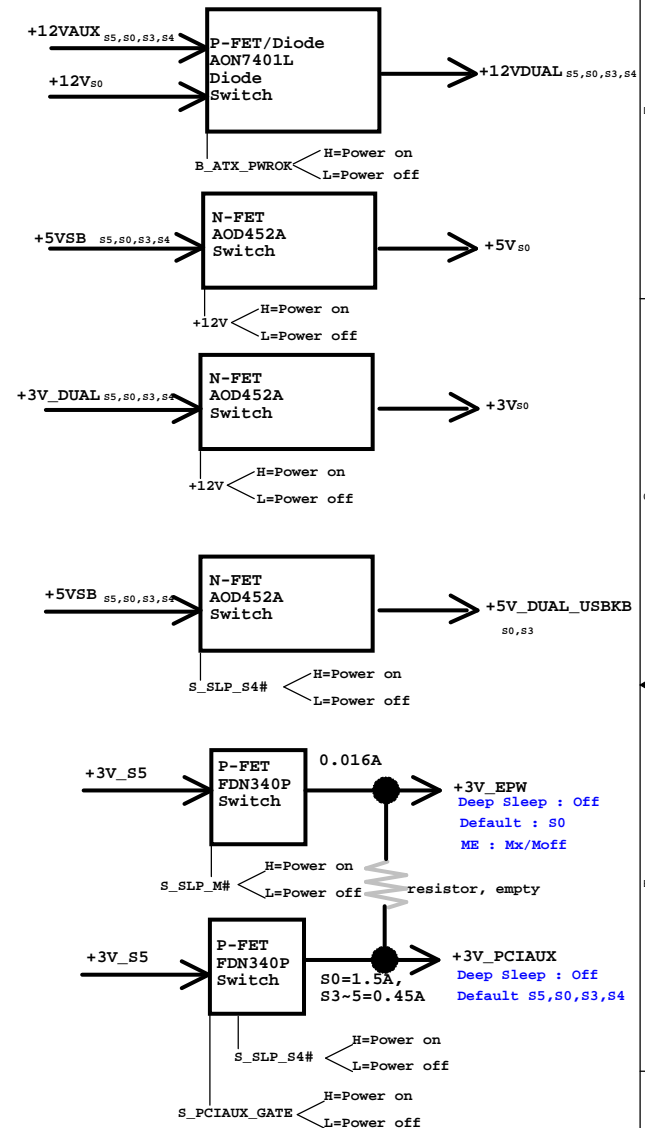 +12VAUX S5,S0,S3,S4
+12VS0
P-FET/Diode
AON7401L
Diode
Switch
+12VDUAL S5,S0,S3,S4
B_ATX_PWROK
H=Power on
L=Power off
+5VSB S5,S0,S3,S4
N-FET
AOD452A
Switch
+5VS0
+12V
H=Power on
L=Power off
+3V_DUAL S5,S0,S3,S4
N-FET
AOD452A
Switch
+3VS0
+12V
H=Power on
L=Power off
+5VSB S5,S0,S3,S4
N-FET
AOD452A
Switch
+5V_DUAL_USBKB
S0,S3
S_SLP_S4#
H=Power on
L=Power off
+3V_S5
P-FET
FDN340P
Switch
0.016A
+3V_EPW
Deep Sleep : Off
Default : S0
ME : Mx/Moff
S_SLP_M#
H=Power on
L=Power off
resistor, empty
+3V_S5
P-FET
FDN340P
Switch
S0=1.5A,
S3~5=0.45A
+3V_PCIAUX
Deep Sleep : Off
Default S5,S0,S3,S4
S_SLP_S4#
H=Power on
L=Power off
S_PCIAUX_GATE
H=Power on
L=Power off